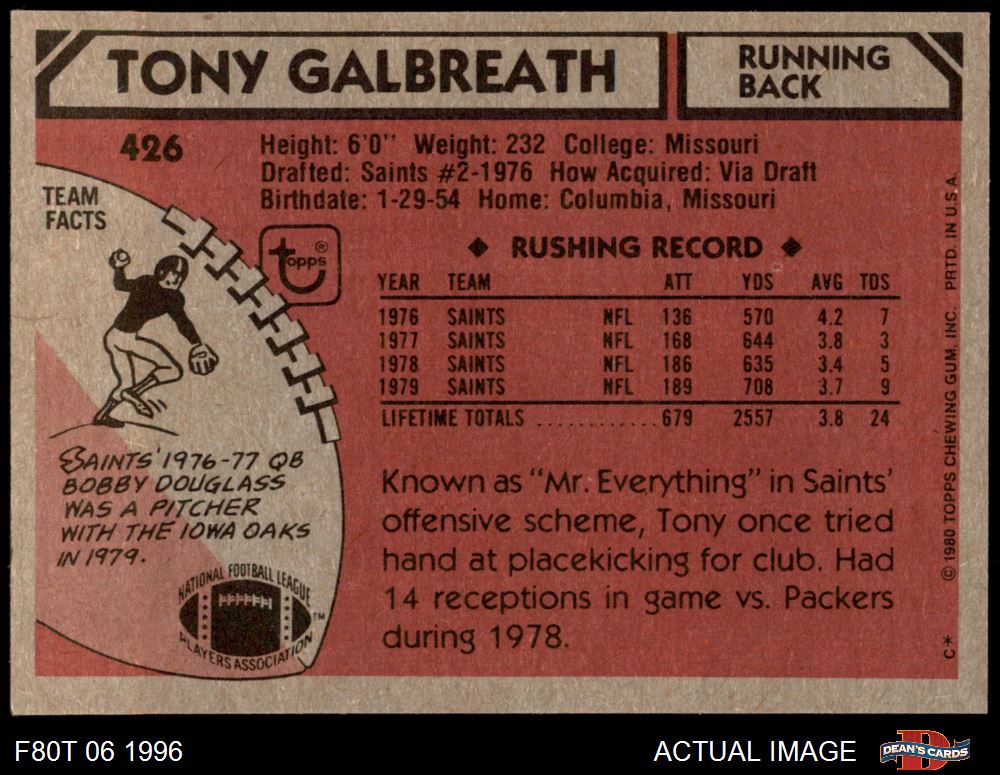 TONY GALBREATH
RUNNING
BACK
426
Height: 6'0" Weight: 232 College: Missouri
Drafted: Saints #2-1976 How Acquired: Via Draft
Birthdate: 1-29-54 Home: Columbia, Missouri
TEAM
FACTS
topps ®
◆ RUSHING RECORD ◆
YEAR TEAM ATT YDS AVG TDS
1976 SAINTS NFL 136 570 4.2 7
1977 SAINTS NFL 168 644 3.8 3
1978 SAINTS NFL 186 635 3.4 5
1979 SAINTS NFL 189 708 3.7 9
LIFETIME TOTALS ............ 679 2557 3.8 24
SAINTS' 1976-77 QB
BOBBY DOUGLASS
WAS A PITCHER
WITH THE IOWA OAKS
IN 1979.
NATIONAL FOOTBALL LEAGUE
PLAYERS ASSOCIATION ™
Known as "Mr. Everything" in Saints'
offensive scheme, Tony once tried
hand at placekicking for club. Had
14 receptions in game vs. Packers
during 1978.
© 1980 TOPPS CHEWING GUM, INC. PRTD. IN U.S.A.
C*
F80T 06 1996
ACTUAL IMAGE
D
DEAN'S CARDS